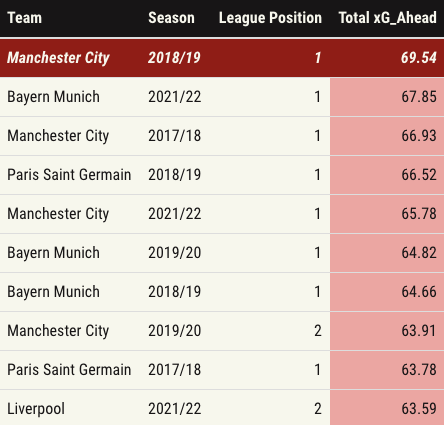 Team Season League Position Total xG_Ahead
Manchester City 2018/19 1 69.54
Bayern Munich 2021/22 1 67.85
Manchester City 2017/18 1 66.93
Paris Saint Germain 2018/19 1 66.52
Manchester City 2021/22 1 65.78
Bayern Munich 2019/20 1 64.82
Bayern Munich 2018/19 1 64.66
Manchester City 2019/20 2 63.91
Paris Saint Germain 2017/18 1 63.78
Liverpool 2021/22 2 63.59